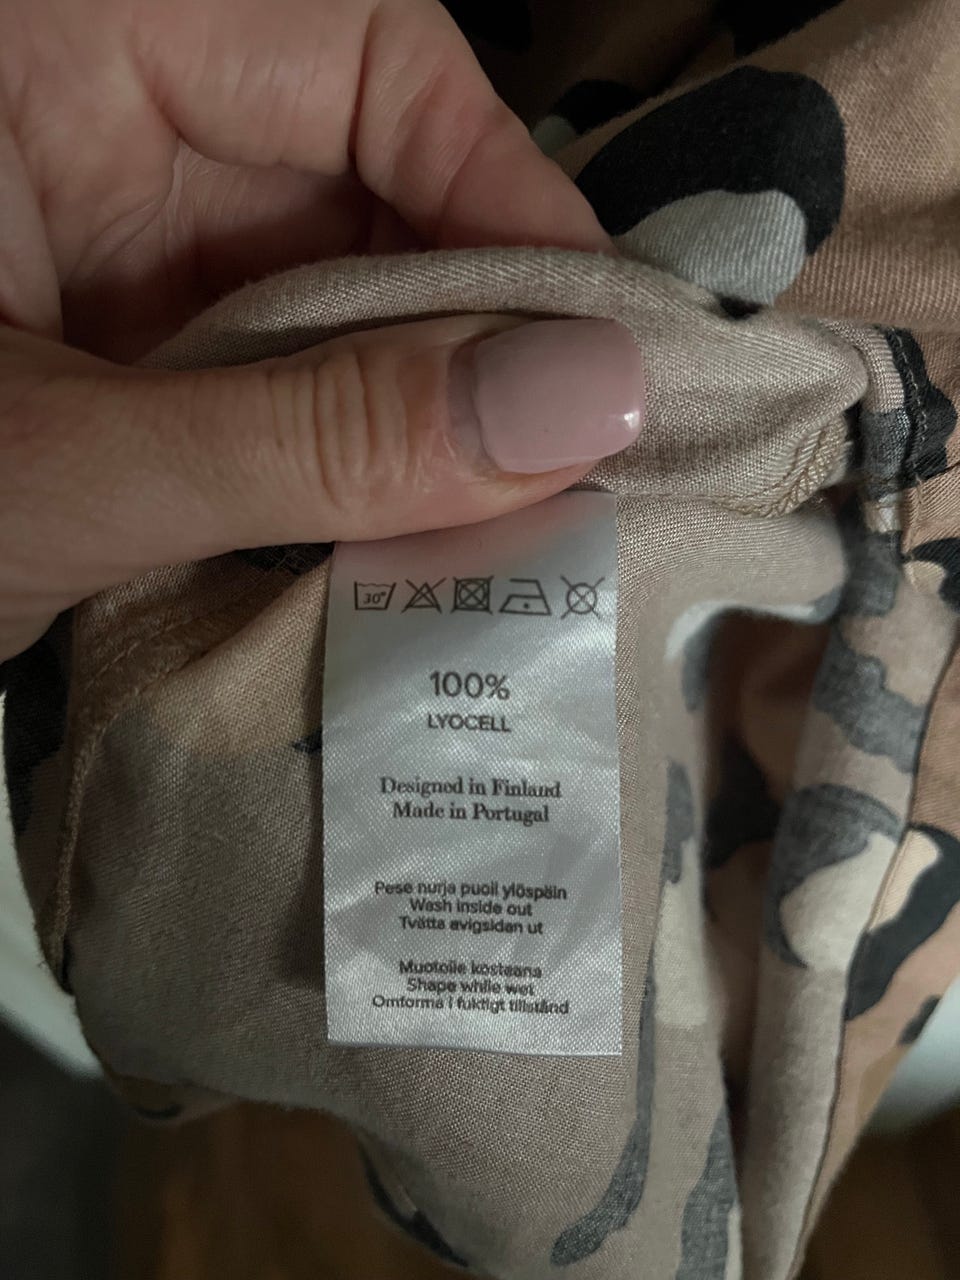 30°
100%
LYOCELL
Designed in Finland
Made in Portugal
Pese nurja puoli ylöspäin
Wash inside out
Tvätta avigsidan ut
Muotoile kosteana
Shape while wet
Omforma i fuktigt tillstånd